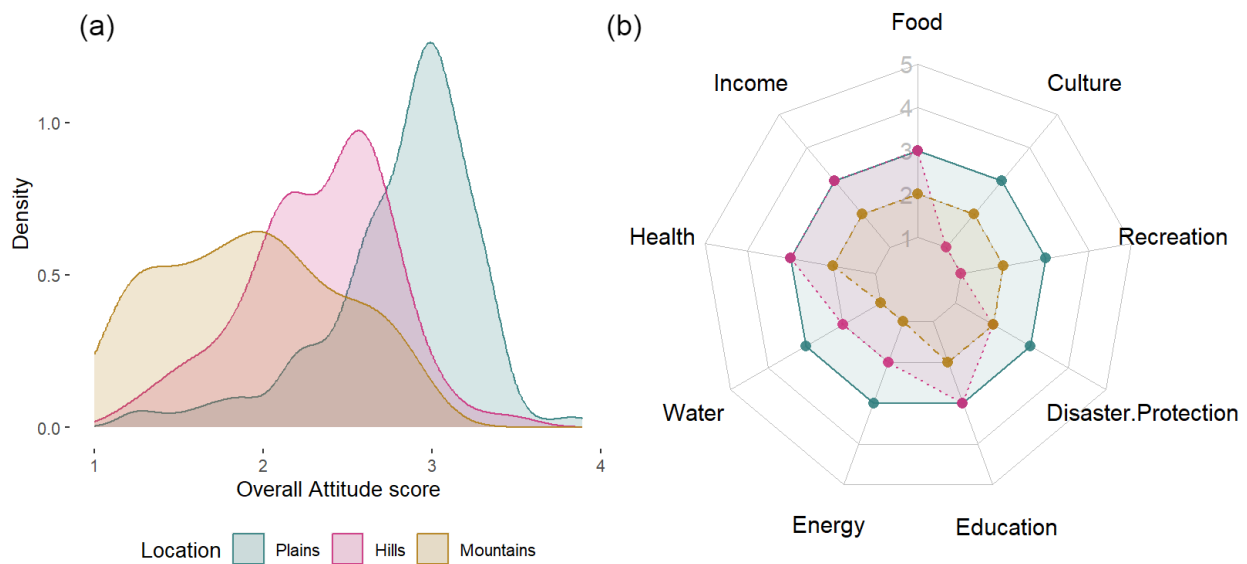 (a)
Density
1.0
0.5
0.0
1
2
3
4
Overall Attitude score
Location Plains Hills Mountains
(b)
Food
Income
Culture
Health
Recreation
Water
Disaster.Protection
Energy
Education
5
4
3
2
1